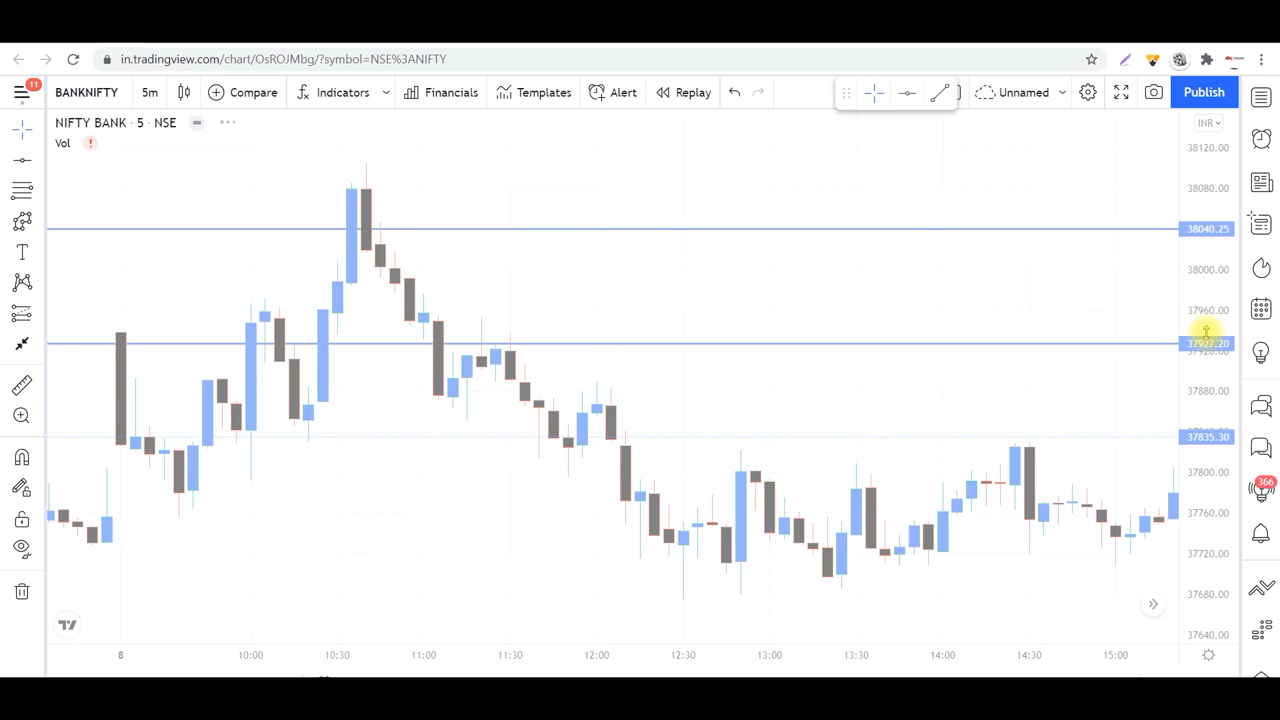 in.tradingview.com/chart/OsROJMbg/?symbol=NSE%3ANIFTY
11
BANKNIFTY 5m Compare Indicators Financials Templates Alert Replay Unnamed Publish
NIFTY BANK · 5 · NSE
INR
Vol
38120.00
38080.00
38040.25
38000.00
37960.00
37927.20
37920.00
37880.00
37835.30
37800.00
366
37760.00
37720.00
37680.00
37640.00
8 10:00 10:30 11:00 11:30 12:00 12:30 13:00 13:30 14:00 14:30 15:00